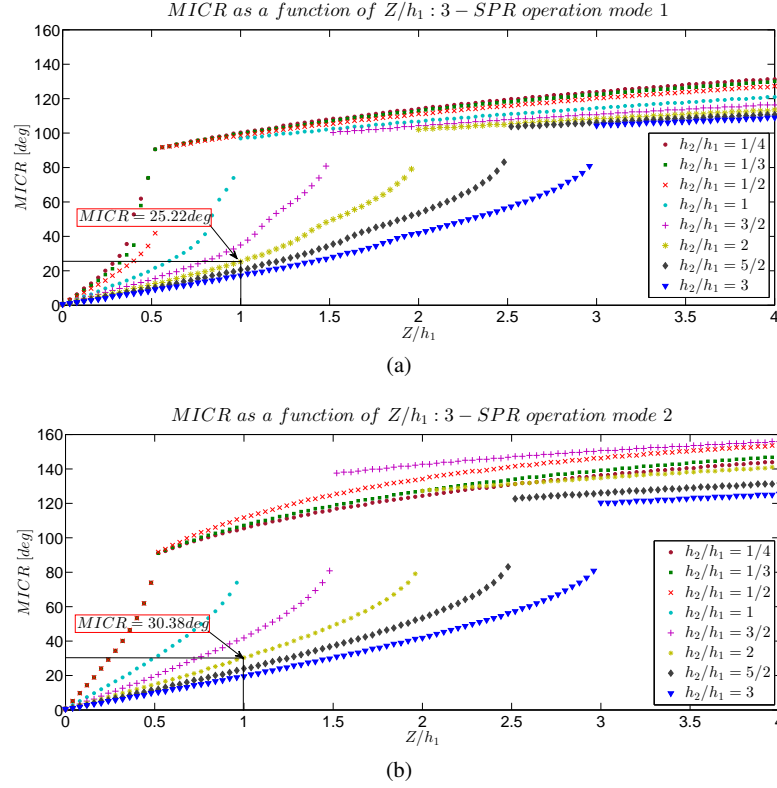 MICR as a function of Z/h₁ : 3 − SPR operation mode 1
160
140
120
100
80
60
40
20
0
MICR [deg]
MICR = 25.22deg
h₂/h₁ = 1/4
h₂/h₁ = 1/3
h₂/h₁ = 1/2
h₂/h₁ = 1
h₂/h₁ = 3/2
h₂/h₁ = 2
h₂/h₁ = 5/2
h₂/h₁ = 3
0 0.5 1 1.5 2 2.5 3 3.5 4
Z/h₁
(a)
MICR as a function of Z/h₁ : 3 − SPR operation mode 2
160
140
120
100
80
60
40
20
0
MICR [deg]
MICR = 30.38deg
h₂/h₁ = 1/4
h₂/h₁ = 1/3
h₂/h₁ = 1/2
h₂/h₁ = 1
h₂/h₁ = 3/2
h₂/h₁ = 2
h₂/h₁ = 5/2
h₂/h₁ = 3
0 0.5 1 1.5 2 2.5 3 3.5 4
Z/h₁
(b)